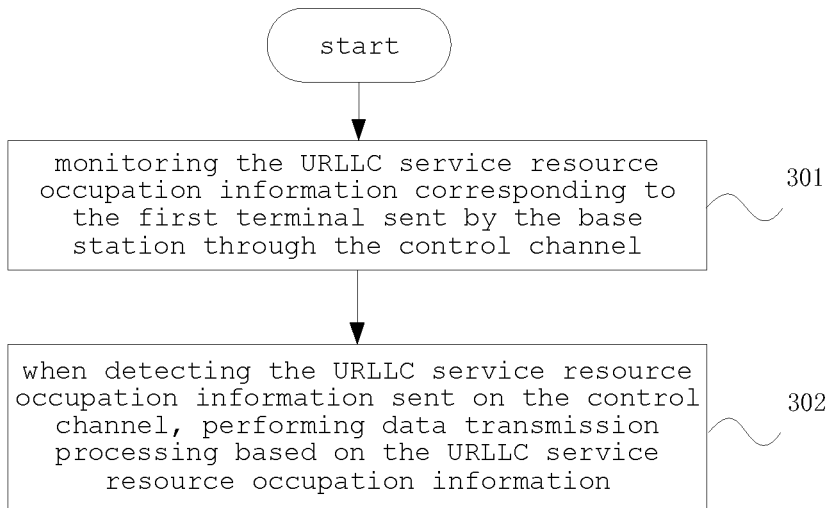 start
monitoring the URLLC service resource
occupation information corresponding to
the first terminal sent by the base
station through the control channel
301
when detecting the URLLC service resource
occupation information sent on the control
channel, performing data transmission
processing based on the URLLC service
resource occupation information
302